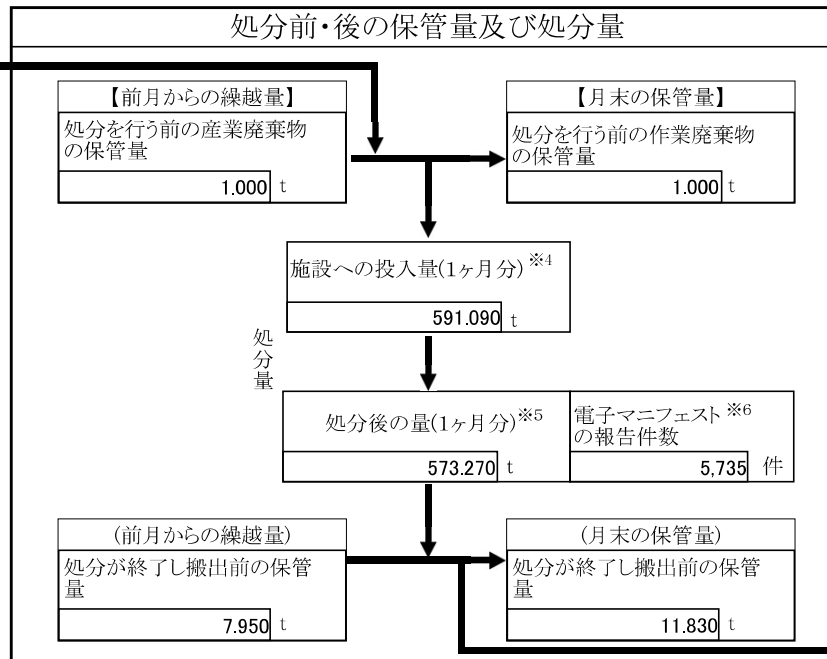 処分前・後の保管量及び処分量
【前月からの繰越量】
処分を行う前の産業廃棄物
の保管量
1.000 t
【月末の保管量】
処分を行う前の作業廃棄物
の保管量
1.000 t
施設への投入量(1ヶ月分)※4
591.090 t
処分量
処分後の量(1ヶ月分)※5
573.270 t
電子マニフェスト※6
の報告件数
5,735 件
(前月からの繰越量)
処分が終了し搬出前の保管
量
7.950 t
(月末の保管量)
処分が終了し搬出前の保管
量
11.830 t